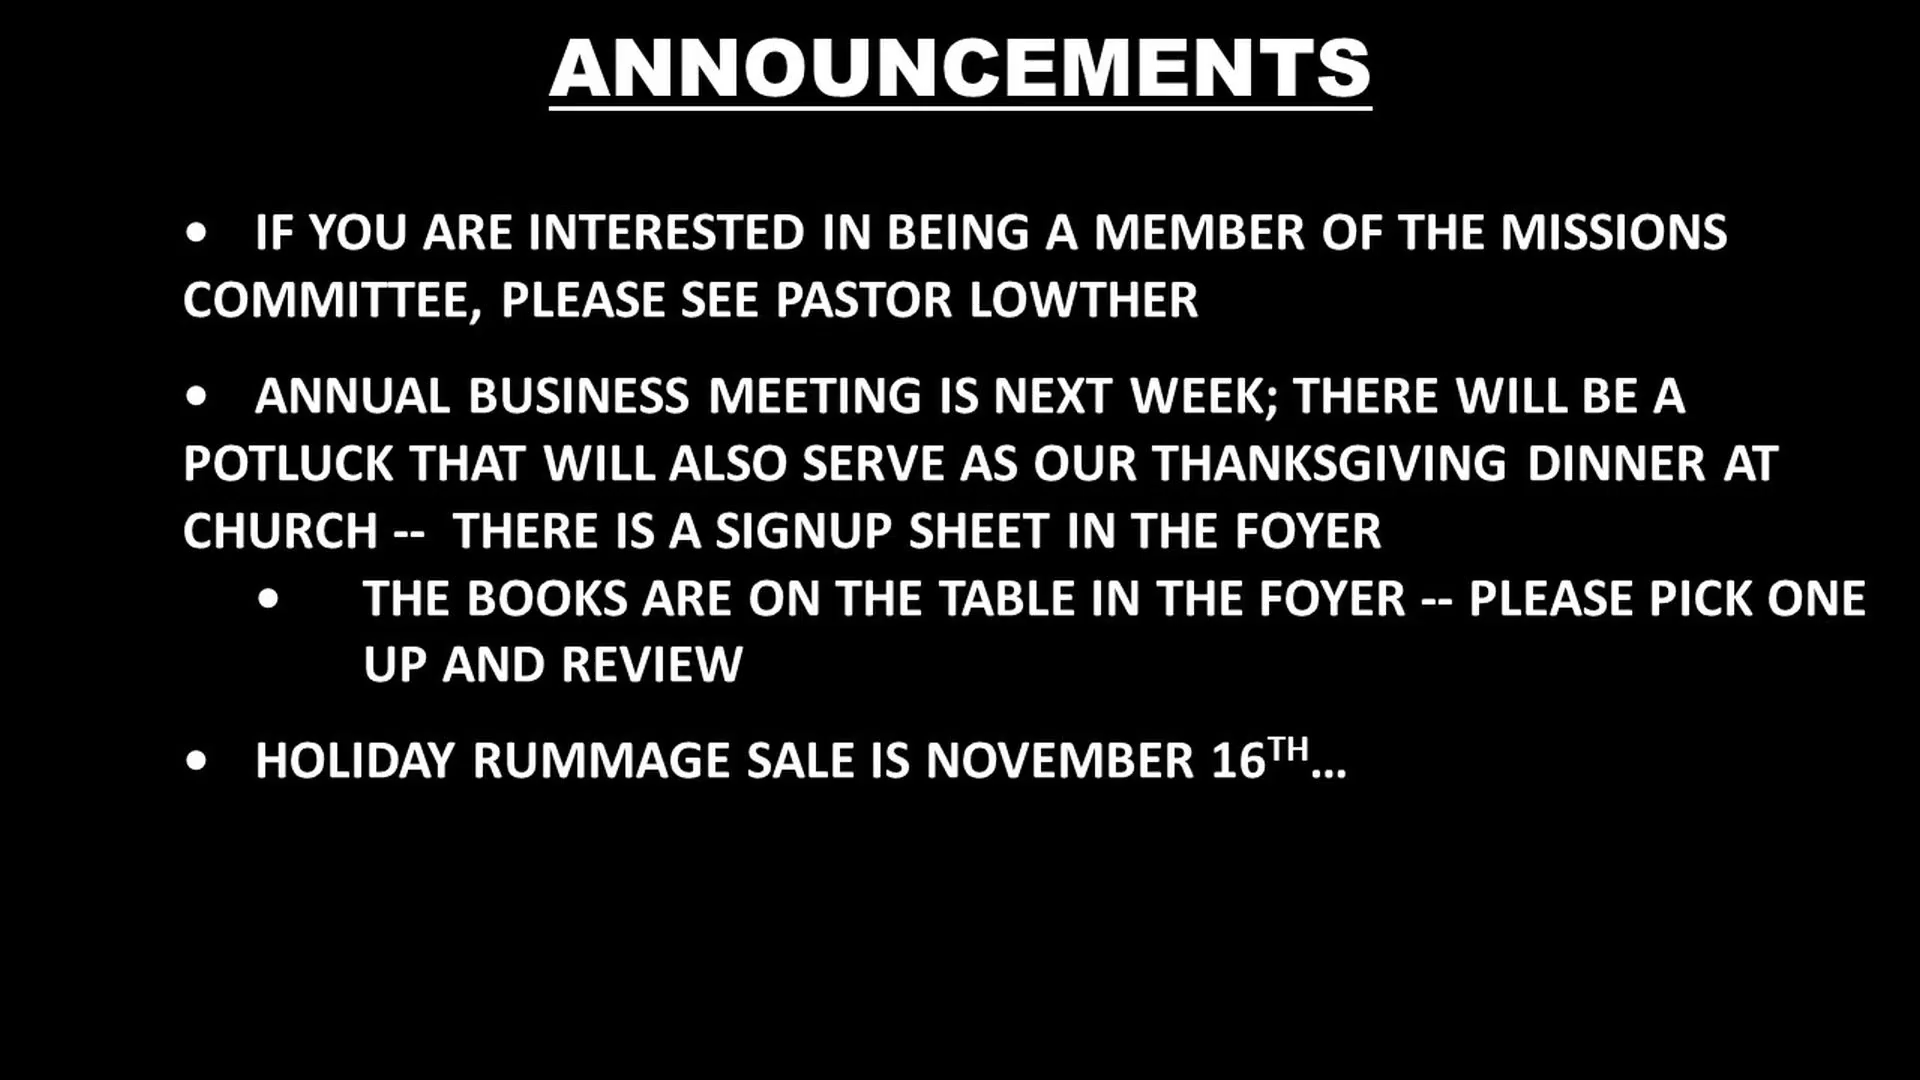 ANNOUNCEMENTS
• IF YOU ARE INTERESTED IN BEING A MEMBER OF THE MISSIONS
COMMITTEE, PLEASE SEE PASTOR LOWTHER
• ANNUAL BUSINESS MEETING IS NEXT WEEK; THERE WILL BE A
POTLUCK THAT WILL ALSO SERVE AS OUR THANKSGIVING DINNER AT
CHURCH -- THERE IS A SIGNUP SHEET IN THE FOYER
• THE BOOKS ARE ON THE TABLE IN THE FOYER -- PLEASE PICK ONE
UP AND REVIEW
• HOLIDAY RUMMAGE SALE IS NOVEMBER 16TH...